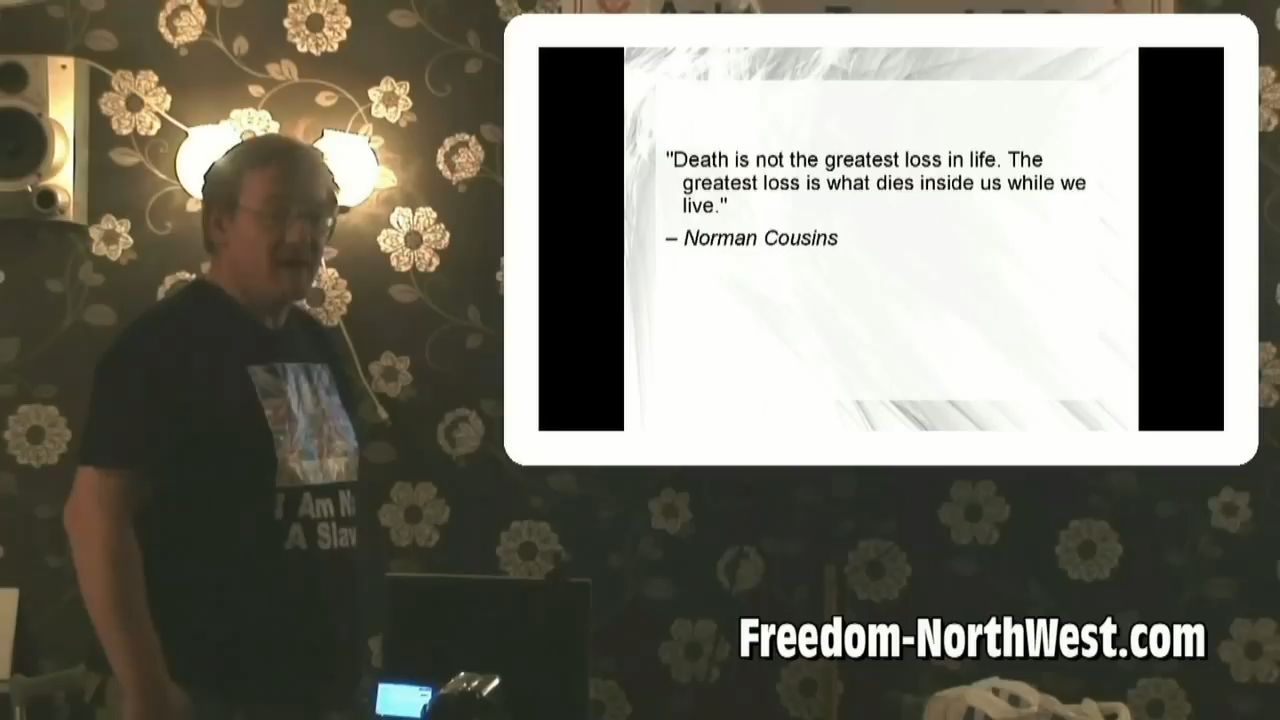 "Death is not the greatest loss in life. The
greatest loss is what dies inside us while we
live."
– Norman Cousins
I Am
A
Freedom-NorthWest.com